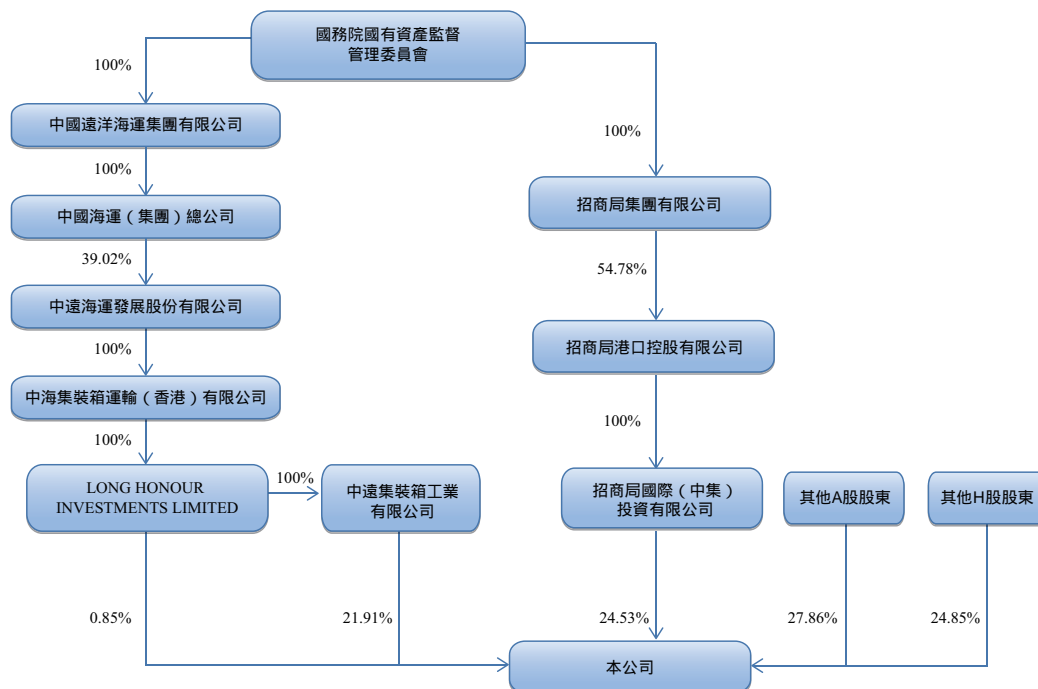 國務院國有資產監督
管理委員會
100%
100%
中國遠洋海運集團有限公司
100%
招商局集團有限公司
中國海運（集團）總公司
39.02%
54.78%
中遠海運發展股份有限公司
100%
招商局港口控股有限公司
中海集裝箱運輸（香港）有限公司
100%
100%
LONG HONOUR
INVESTMENTS LIMITED
100%
中遠集裝箱工業
有限公司
招商局國際（中集）
投資有限公司
其他A股股東
其他H股股東
0.85%
21.91%
24.53%
27.86%
24.85%
本公司